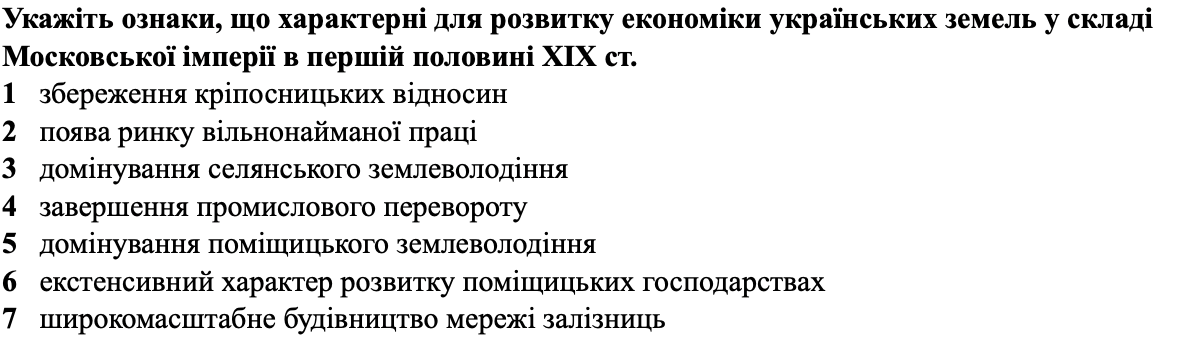 Укажіть ознаки, що характерні для розвитку економіки українських земель у складі
Московської імперії в першій половині XIX ст.
1 збереження кріпосницьких відносин
2 поява ринку вільнонайманої праці
3 домінування селянського землеволодіння
4 завершення промислового перевороту
5 домінування поміщицького землеволодіння
6 екстенсивний характер розвитку поміщицьких господарствах
7 широкомасштабне будівництво мережі залізниць